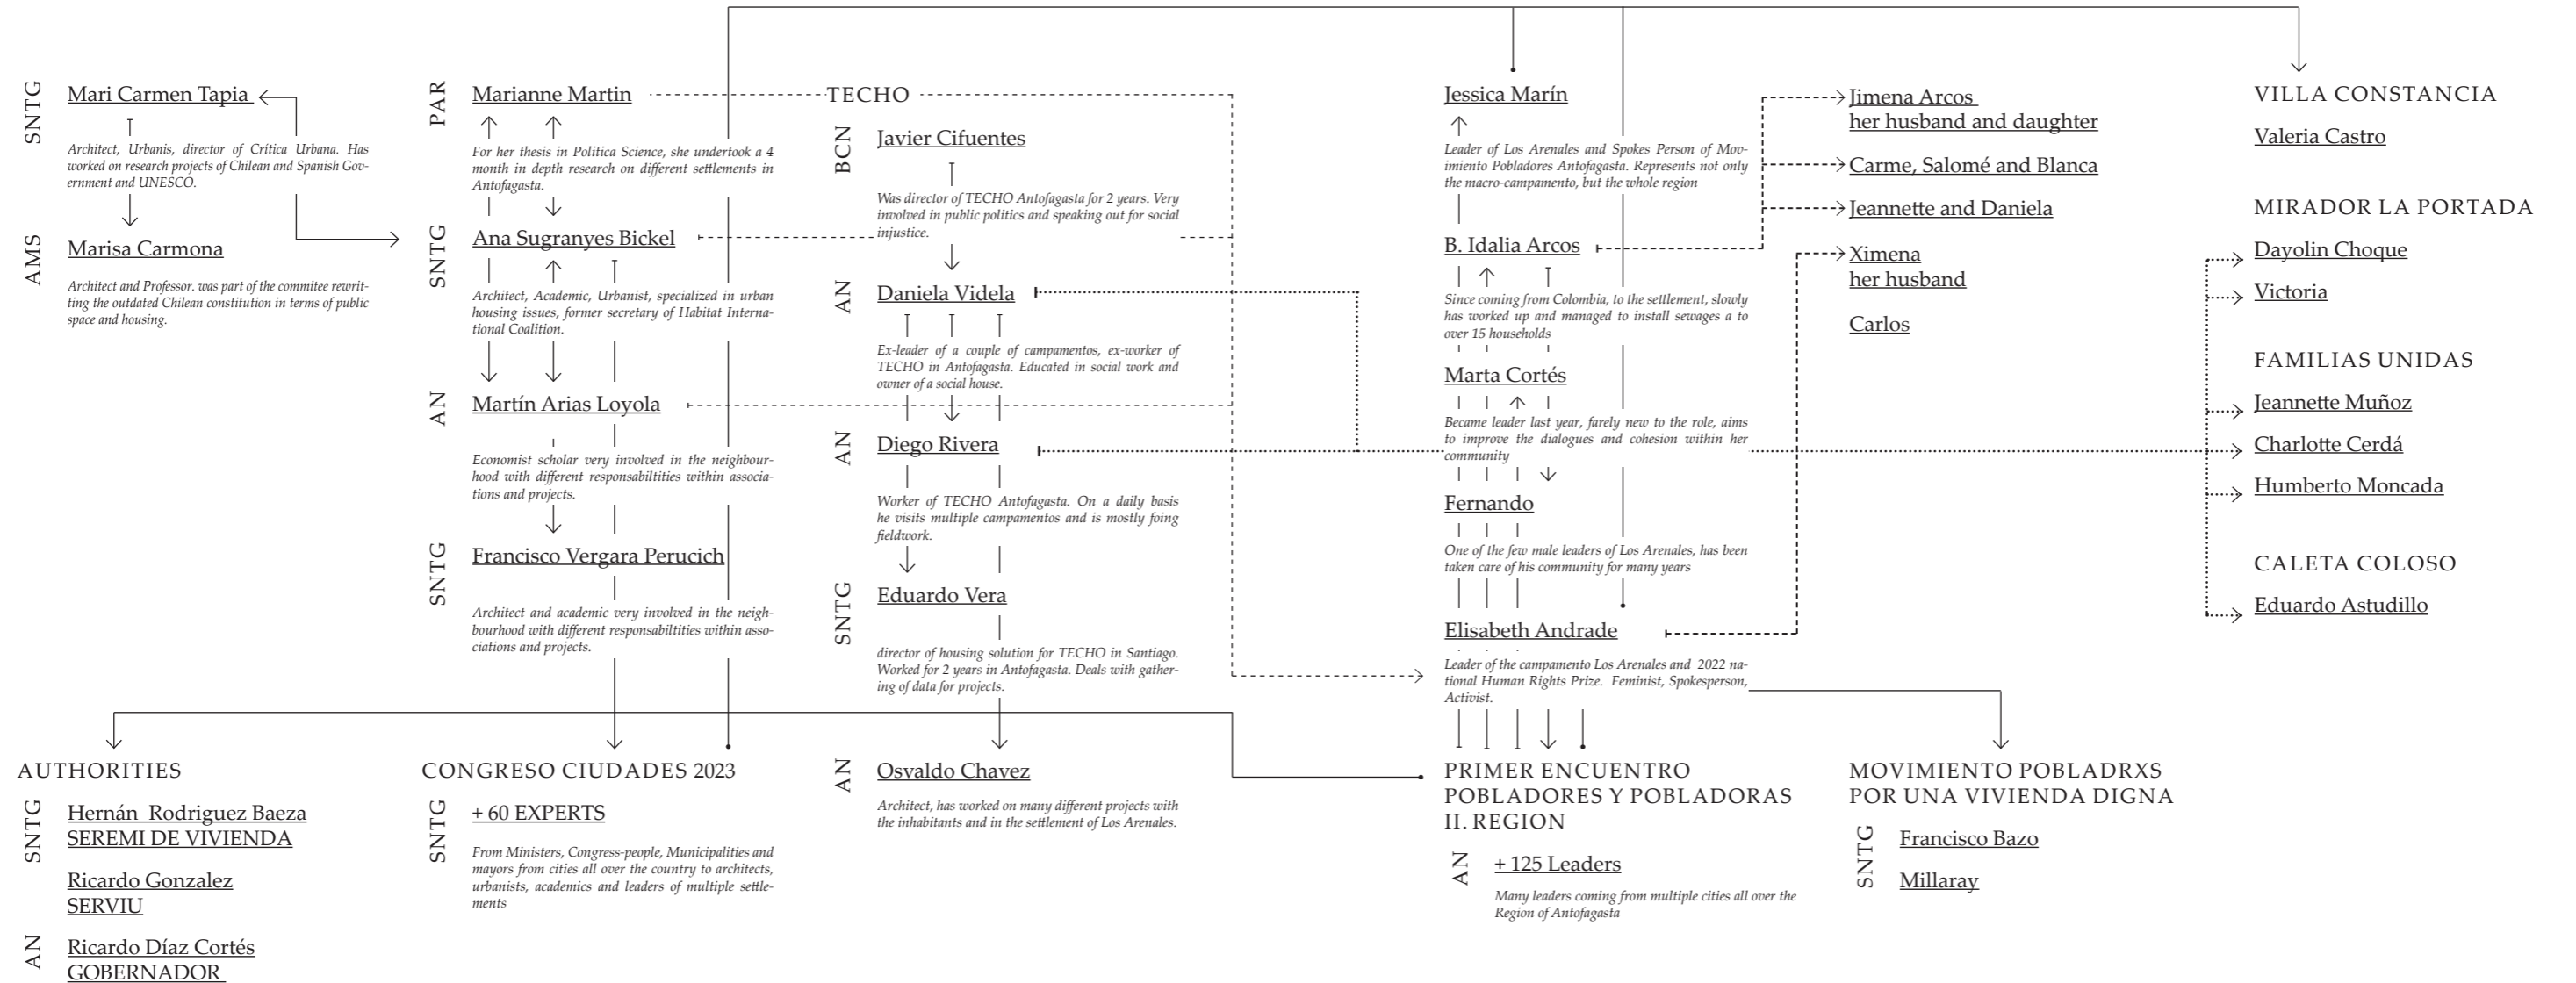 SNTG
Mari Carmen Tapia
Architect, Urbanis, director of Crítica Urbana. Has
worked on research projects of Chilean and Spanish Gov-
ernment and UNESCO.
AMS
Marisa Carmona
Architect and Professor. was part of the commitee rewrit-
ting the outdated Chilean constitution in terms of public
space and housing.
PAR
Marianne Martin
For her thesis in Politica Science, she undertook a 4
month in depth research on different settlements in
Antofagasta.
SNTG
Ana Sugranyes Bickel
Architect, Academic, Urbanist, specialized in urban
housing issues, former secretary of Habitat Interna-
tional Coalition.
AN
Martín Arias Loyola
Economist scholar very involved in the neighbour-
hood with different responsabiltities within associa-
tions and projects.
SNTG
Francisco Vergara Perucich
Architect and academic very involved in the neigh-
bourhood with different responsabiltities within asso-
ciations and projects.
TECHO
BCN
Javier Cifuentes
Was director of TECHO Antofagasta for 2 years. Very
involved in public politics and speaking out for social
injustice.
AN
Daniela Videla
Ex-leader of a couple of campamentos, ex-worker of
TECHO in Antofagasta. Educated in social work and
owner of a social house.
AN
Diego Rivera
Worker of TECHO Antofagasta. On a daily basis
he visits multiple campamentos and is mostly foing
fieldwork.
SNTG
Eduardo Vera
director of housing solution for TECHO in Santiago.
Worked for 2 years in Antofagasta. Deals with gather-
ing of data for projects.
Jessica Marín
Leader of Los Arenales and Spokes Person of Mov-
imiento Pobladores Antofagasta. Represents not only
the macro-campamento, but the whole region
B. Idalia Arcos
Since coming from Colombia, to the settlement, slowly
has worked up and managed to install sewages a to
over 15 households
Marta Cortés
Became leader last year, farely new to the role, aims
to improve the dialogues and cohesion within her
community
Fernando
One of the few male leaders of Los Arenales, has been
taken care of his community for many years
Elisabeth Andrade
Leader of the campamento Los Arenales and 2022 na-
tional Human Rights Prize. Feminist, Spokesperson,
Activist.
Jimena Arcos
her husband and daughter
Carme, Salomé and Blanca
Jeannette and Daniela
Ximena
her husband
Carlos
VILLA CONSTANCIA
Valeria Castro
MIRADOR LA PORTADA
Dayolin Choque
Victoria
FAMILIAS UNIDAS
Jeannette Muñoz
Charlotte Cerdá
Humberto Moncada
CALETA COLOSO
Eduardo Astudillo
AUTHORITIES
SNTG
Hernán Rodriguez Baeza
SEREMI DE VIVIENDA
Ricardo Gonzalez
SERVIU
AN
Ricardo Díaz Cortés
GOBERNADOR
CONGRESO CIUDADES 2023
SNTG
+ 60 EXPERTS
From Ministers, Congress-people, Municipalities and
mayors from cities all over the country to architects,
urbanists, academics and leaders of multiple settle-
ments
AN
Osvaldo Chavez
Architect, has worked on many different projects with
the inhabitants and in the settlement of Los Arenales.
PRIMER ENCUENTRO
POBLADORES Y POBLADORAS
II. REGION
AN
+ 125 Leaders
Many leaders coming from multiple cities all over the
Region of Antofagasta
MOVIMIENTO POBLADRXS
POR UNA VIVIENDA DIGNA
SNTG
Francisco Bazo
Millaray